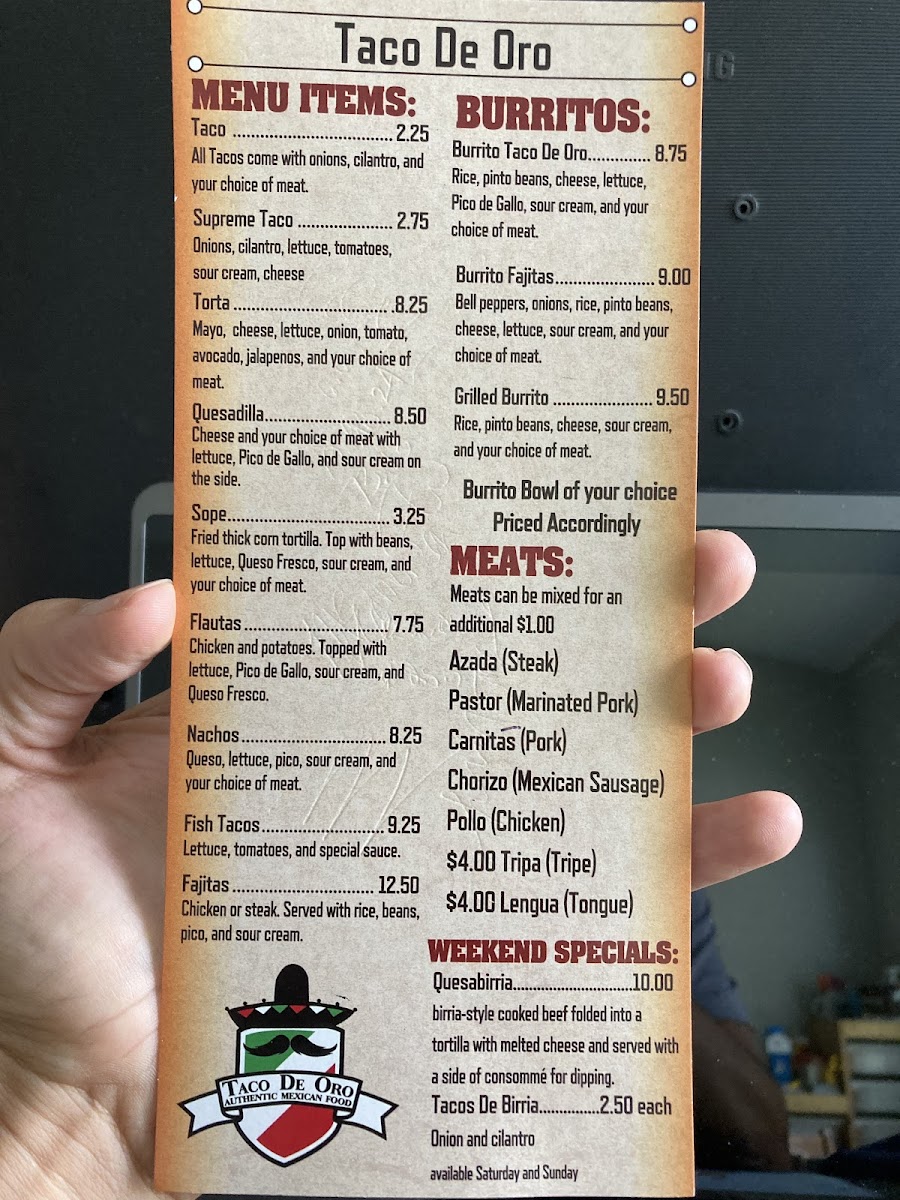 Taco De Oro
MENU ITEMS:
Taco ................................... 2.25
All Tacos come with onions, cilantro, and
your choice of meat.
Supreme Taco ..................... 2.75
Onions, cilantro, lettuce, tomatoes,
sour cream, cheese
Torta ................................... .8.25
Mayo, cheese, lettuce, onion, tomato,
avocado, jalapenos, and your choice of
meat.
Quesadilla........................... 8.50
Cheese and your choice of meat with
lettuce, Pico de Gallo, and sour cream on
the side.
Sope................................... 3.25
Fried thick corn tortilla. Top with beans,
lettuce, Queso Fresco, sour cream, and
your choice of meat.
Flautas ............................... 7.75
Chicken and potatoes. Topped with
lettuce, Pico de Gallo, sour cream, and
Queso Fresco.
Nachos................................ 8.25
Queso, lettuce, pico, sour cream, and
your choice of meat.
Fish Tacos........................... 9.25
Lettuce, tomatoes, and special sauce.
Fajitas ............................... 12.50
Chicken or steak. Served with rice, beans,
pico, and sour cream.
TACO DE ORO
AUTHENTIC MEXICAN FOOD
BURRITOS:
Burrito Taco De Oro.............. 8.75
Rice, pinto beans, cheese, lettuce,
Pico de Gallo, sour cream, and your
choice of meat.
Burrito Fajitas...................... 9.00
Bell peppers, onions, rice, pinto beans,
cheese, lettuce, sour cream, and your
choice of meat.
Grilled Burrito ...................... 9.50
Rice, pinto beans, cheese, sour cream,
and your choice of meat.
Burrito Bowl of your choice
Priced Accordingly
MEATS:
Meats can be mixed for an
additional $1.00
Azada (Steak)
Pastor (Marinated Pork)
Carnitas (Pork)
Chorizo (Mexican Sausage)
Pollo (Chicken)
$4.00 Tripa (Tripe)
$4.00 Lengua (Tongue)
WEEKEND SPECIALS:
Quesabirria...........................10.00
birria-style cooked beef folded into a
tortilla with melted cheese and served with
a side of consommé for dipping.
Tacos De Birria...............2.50 each
Onion and cilantro
available Saturday and Sunday